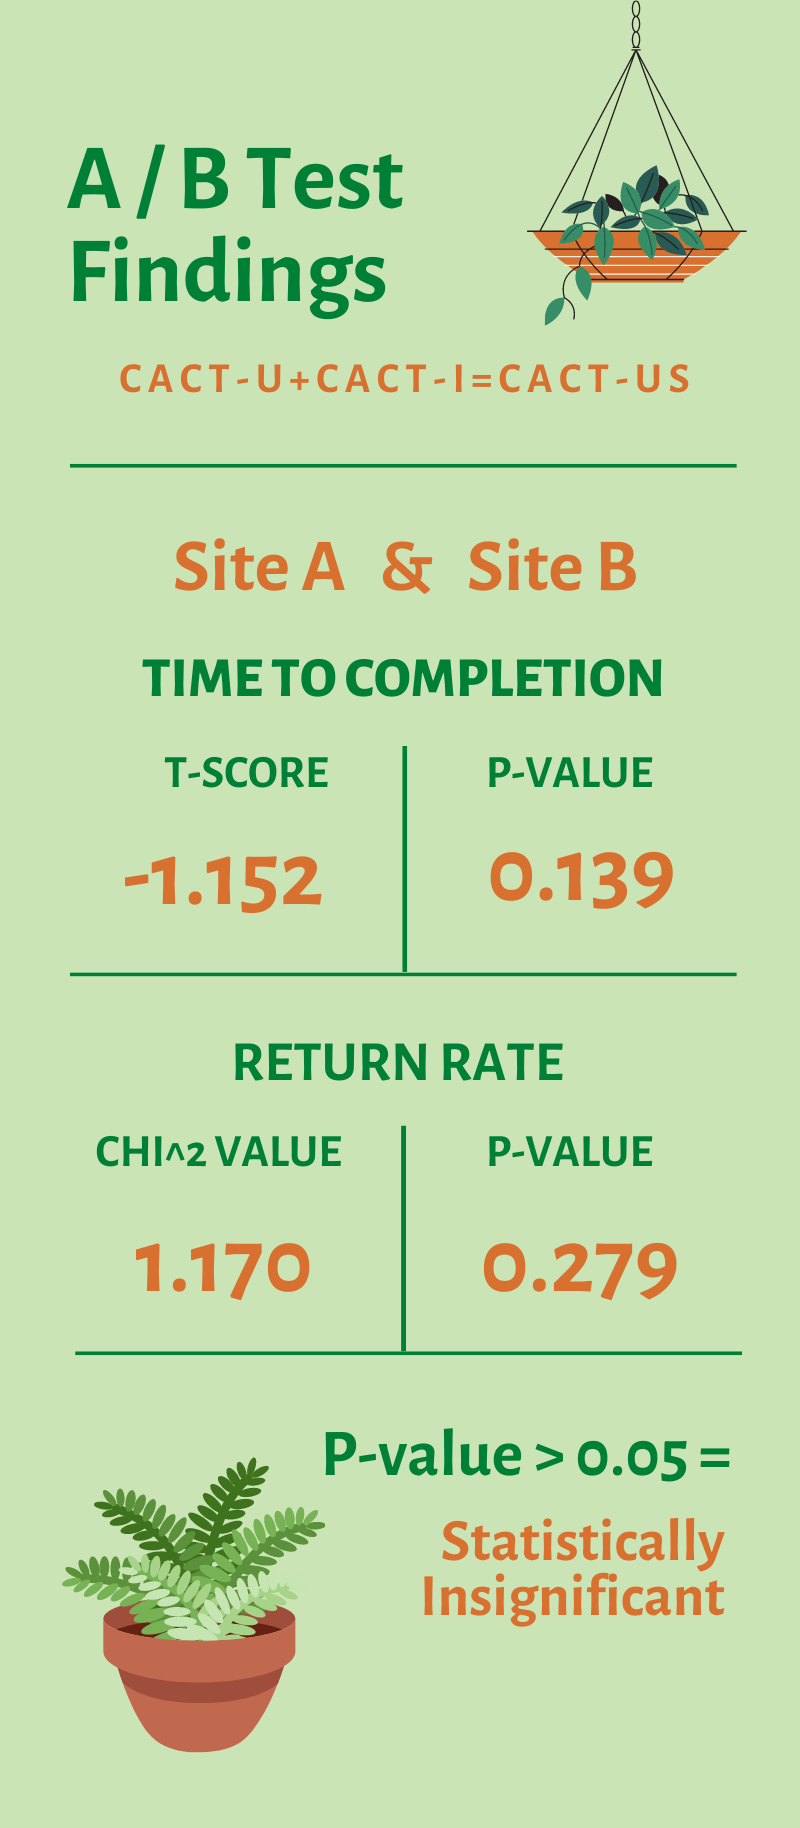 A / B Test
Findings
CACT-U+CACT-I=CACT-US
Site A & Site B
TIME TO COMPLETION
T-SCORE P-VALUE
-1.152 0.139
RETURN RATE
CHI^2 VALUE P-VALUE
1.170 0.279
P-value > 0.05 =
Statistically
Insignificant